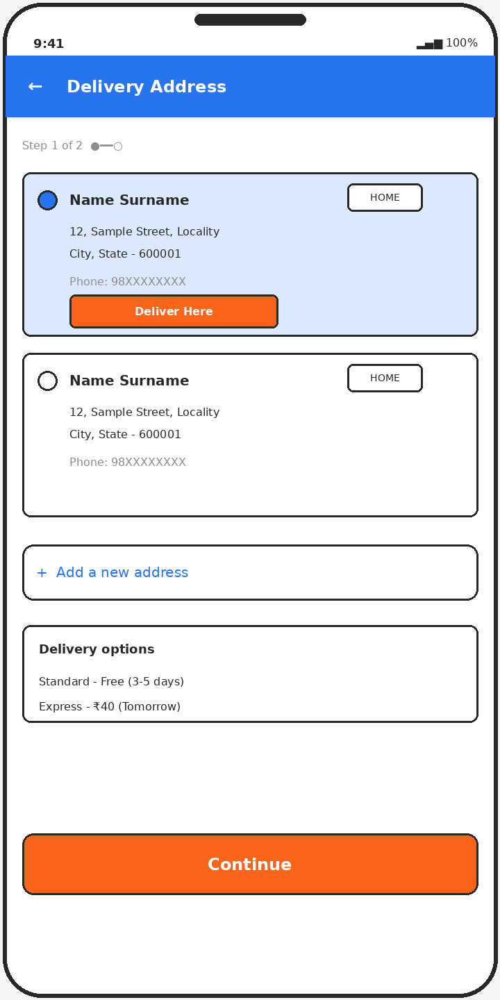 9:41 100%
← Delivery Address
Step 1 of 2
Name Surname HOME
12, Sample Street, Locality
City, State - 600001
Phone: 98XXXXXXXX
Deliver Here
Name Surname HOME
12, Sample Street, Locality
City, State - 600001
Phone: 98XXXXXXXX
+ Add a new address
Delivery options
Standard - Free (3-5 days)
Express - ₹40 (Tomorrow)
Continue